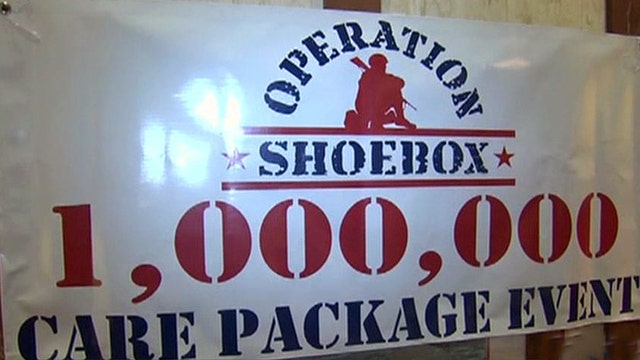 OPERATION
SHOEBOX
1,000,000
CARE PACKAGE EVENT